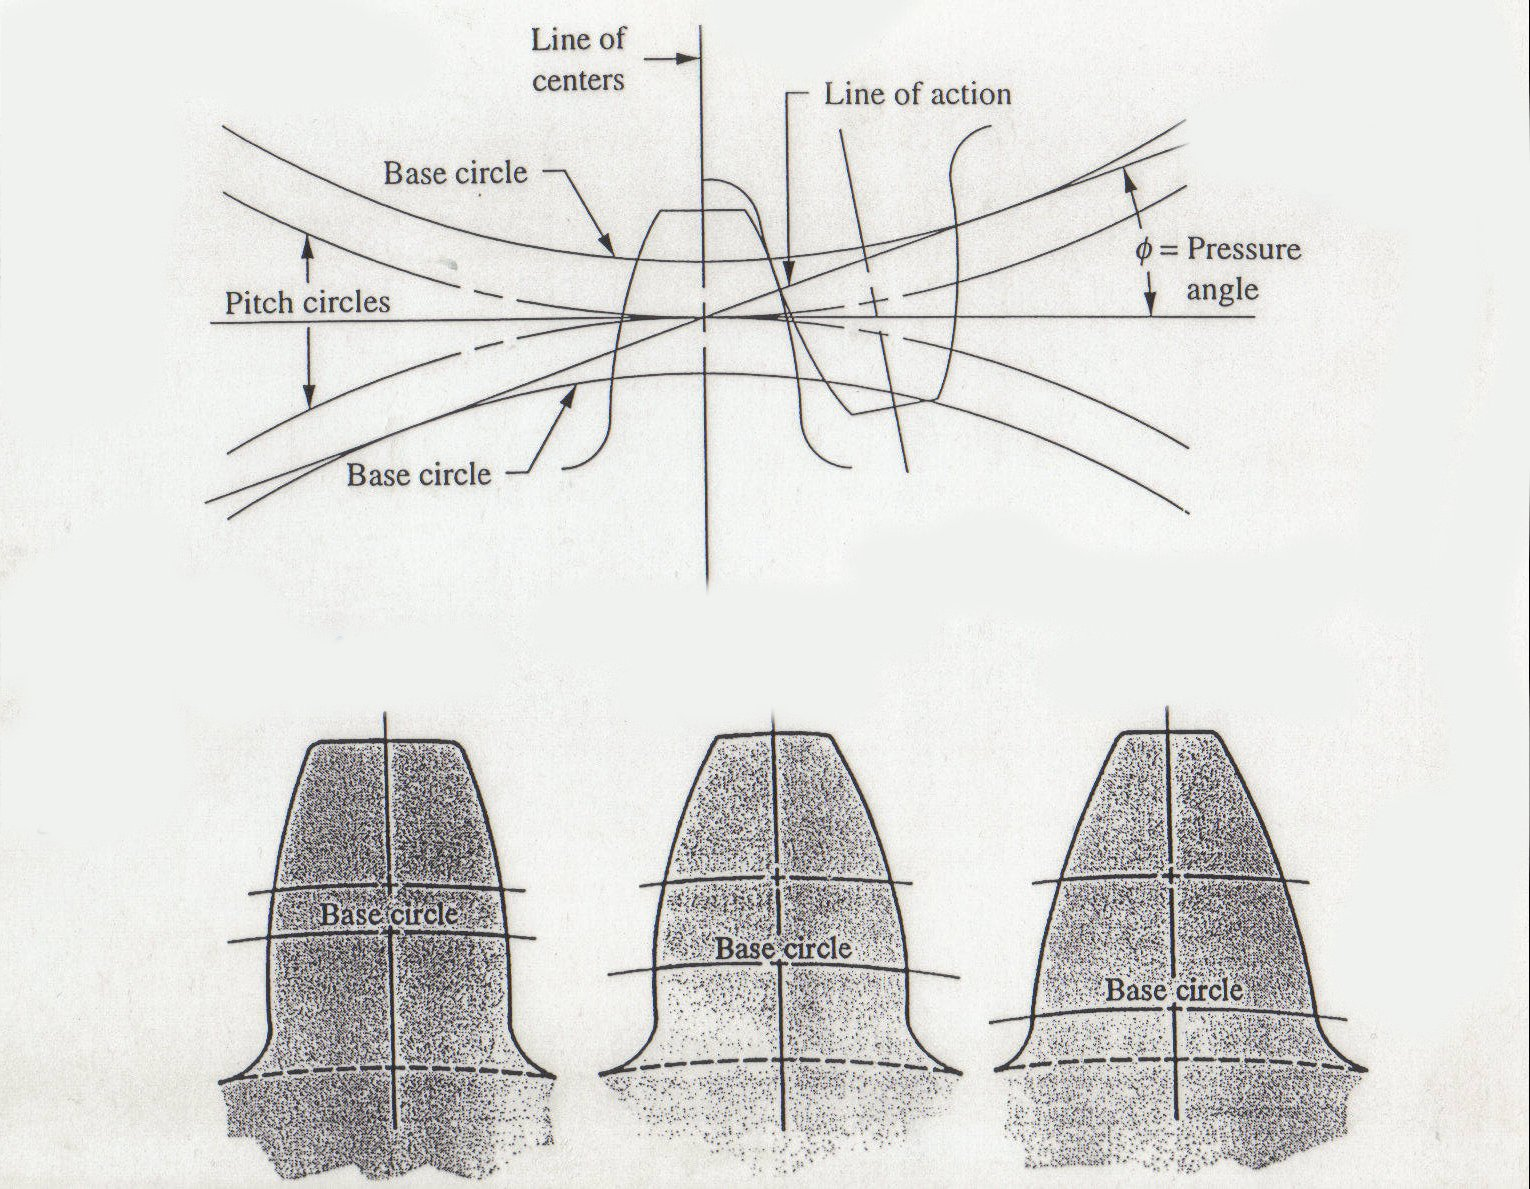 Line of
centers
Line of action
Base circle
ϕ = Pressure
angle
Pitch circles
Base circle
Base circle
Base circle
Base circle